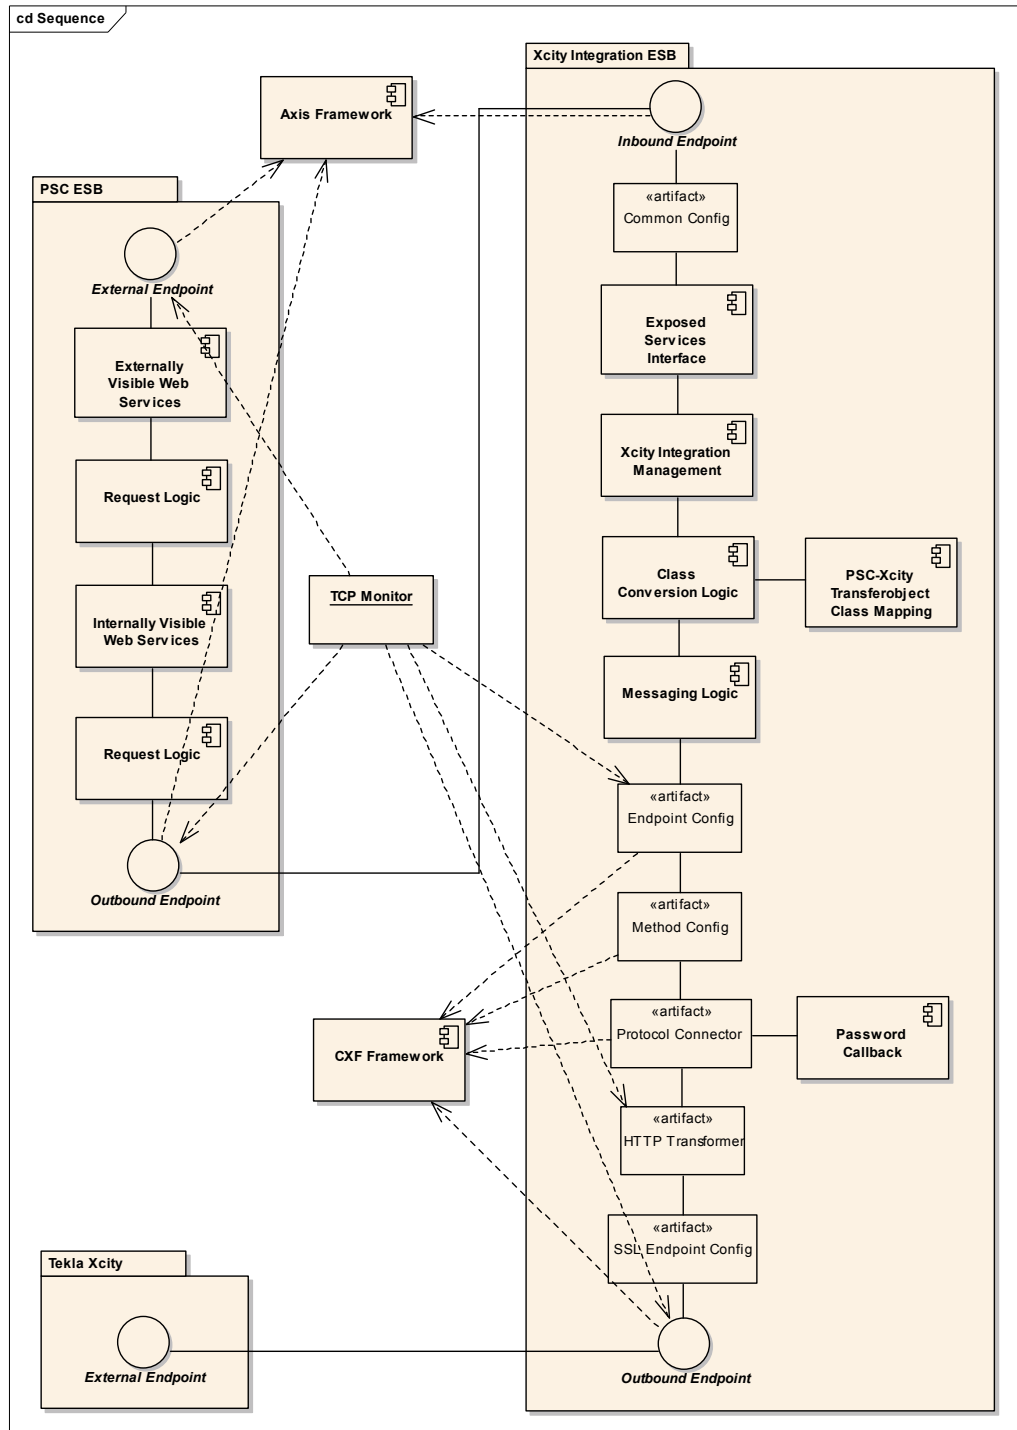 cd Sequence
Axis Framework
PSC ESB
External Endpoint
Externally
Visible Web
Services
Request Logic
Internally Visible
Web Services
Request Logic
Outbound Endpoint
TCP Monitor
CXF Framework
Tekla Xcity
External Endpoint
Xcity Integration ESB
Inbound Endpoint
«artifact»
Common Config
Exposed
Services
Interface
Xcity Integration
Management
Class
Conversion Logic
PSC-Xcity
Transferobject
Class Mapping
Messaging Logic
«artifact»
Endpoint Config
«artifact»
Method Config
«artifact»
Protocol Connector
Password
Callback
«artifact»
HTTP Transformer
«artifact»
SSL Endpoint Config
Outbound Endpoint